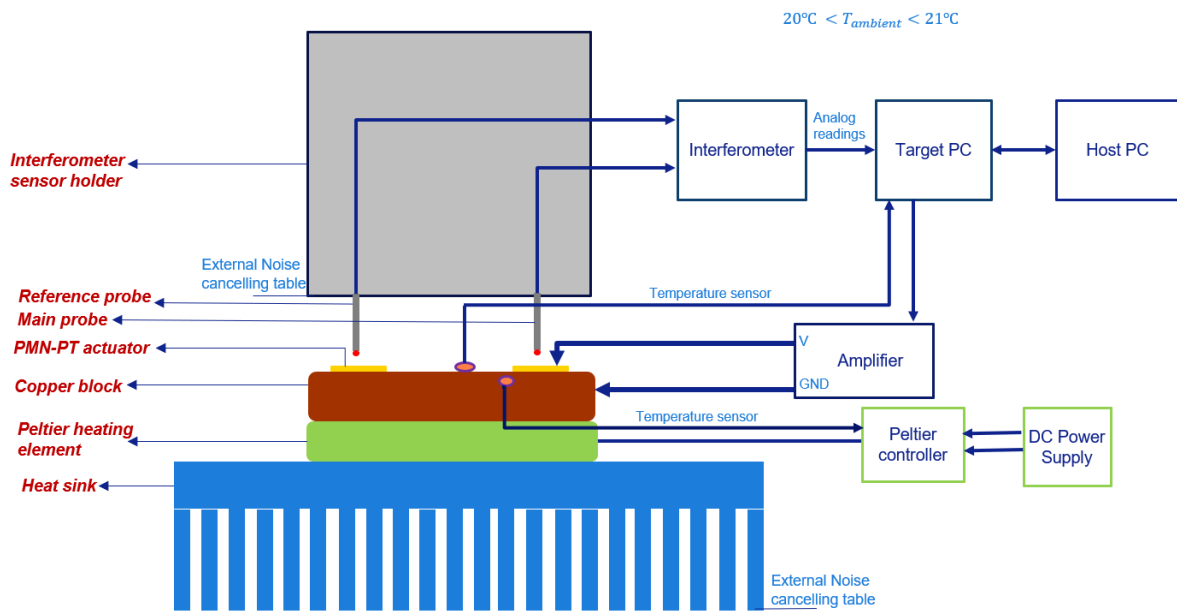 20℃ < T_ambient < 21℃
Analog
readings
Interferometer
Target PC
Host PC
Interferometer
sensor holder
External Noise
cancelling table
Reference probe
Temperature sensor
Main probe
PMN-PT actuator
V
Amplifier
Copper block
GND
Temperature sensor
Peltier heating
element
Peltier
controller
DC Power
Supply
Heat sink
External Noise
cancelling table